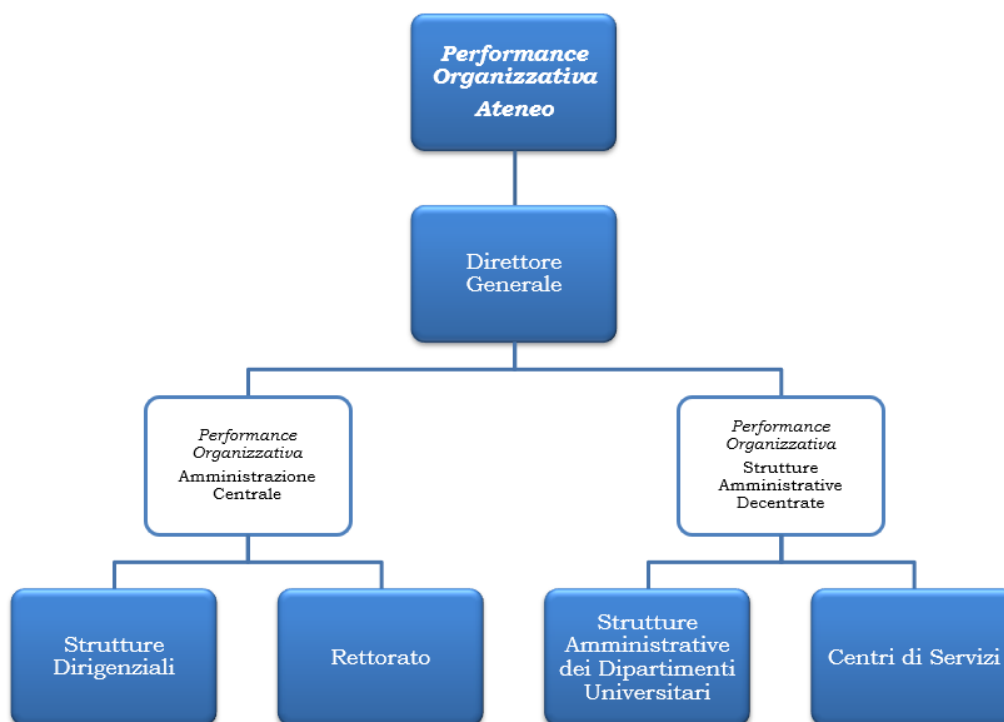 Performance
Organizzativa
Ateneo
Direttore
Generale
Performance
Organizzativa
Amministrazione
Centrale
Performance
Organizzativa
Strutture
Amministrative
Decentrate
Strutture
Dirigenziali
Rettorato
Strutture
Amministrative
dei Dipartimenti
Universitari
Centri di Servizi